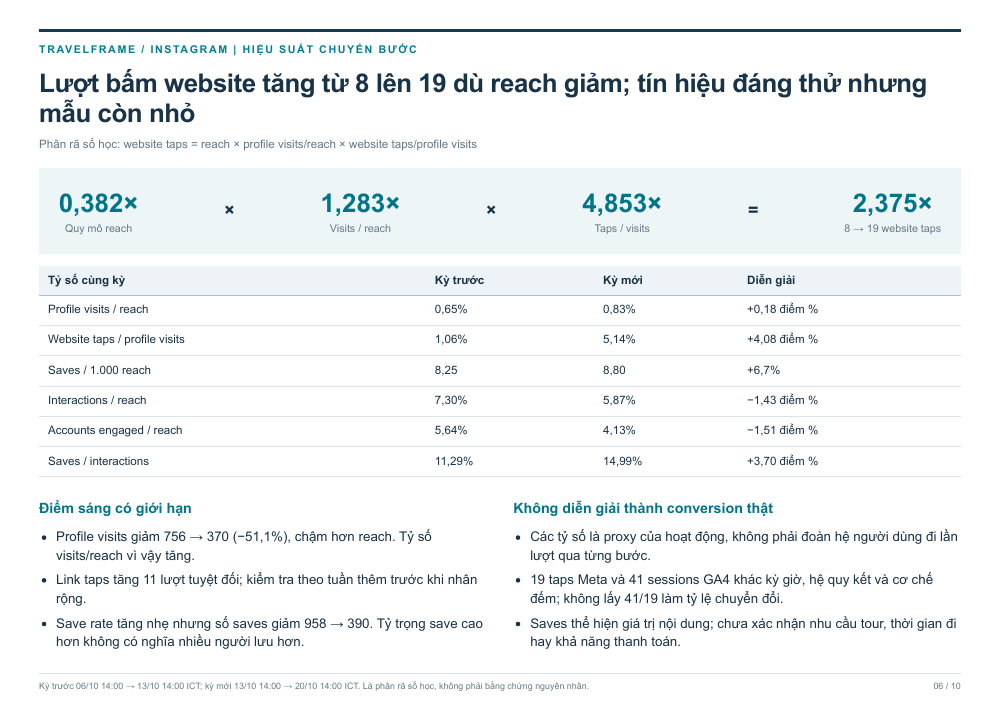 TRAVELFRAME / INSTAGRAM | HIỆU SUẤT CHUYỂN BƯỚC
Lượt bấm website tăng từ 8 lên 19 dù reach giảm; tín hiệu đáng thử nhưng
mẫu còn nhỏ
Phân rã số học: website taps = reach × profile visits/reach × website taps/profile visits
0,382× × 1,283× × 4,853× = 2,375×
Quy mô reach Visits / reach Taps / visits 8 → 19 website taps
Tỷ số cùng kỳ Kỳ trước Kỳ mới Diễn giải
Profile visits / reach 0,65% 0,83% +0,18 điểm %
Website taps / profile visits 1,06% 5,14% +4,08 điểm %
Saves / 1.000 reach 8,25 8,80 +6,7%
Interactions / reach 7,30% 5,87% −1,43 điểm %
Accounts engaged / reach 5,64% 4,13% −1,51 điểm %
Saves / interactions 11,29% 14,99% +3,70 điểm %
Điểm sáng có giới hạn
• Profile visits giảm 756 → 370 (−51,1%), chậm hơn reach. Tỷ số
visits/reach vì vậy tăng.
• Link taps tăng 11 lượt tuyệt đối; kiểm tra theo tuần thêm trước khi nhân
rộng.
• Save rate tăng nhẹ nhưng số saves giảm 958 → 390. Tỷ trọng save cao
hơn không có nghĩa nhiều người lưu hơn.
Không diễn giải thành conversion thật
• Các tỷ số là proxy của hoạt động, không phải đoàn hệ người dùng đi lần
lượt qua từng bước.
• 19 taps Meta và 41 sessions GA4 khác kỳ giờ, hệ quy kết và cơ chế
đếm; không lấy 41/19 làm tỷ lệ chuyển đổi.
• Saves thể hiện giá trị nội dung; chưa xác nhận nhu cầu tour, thời gian đi
hay khả năng thanh toán.
Kỳ trước 06/10 14:00 → 13/10 14:00 ICT; kỳ mới 13/10 14:00 → 20/10 14:00 ICT. Là phân rã số học, không phải bằng chứng nguyên nhân.
06 / 10